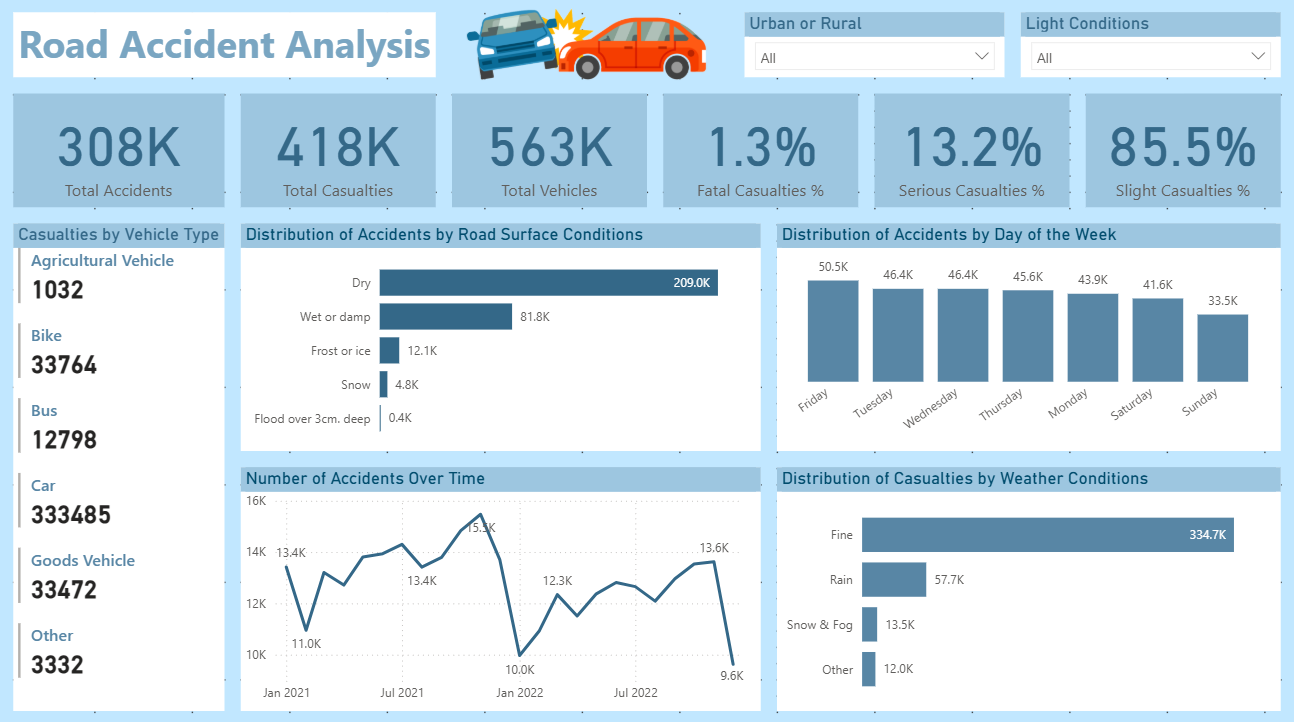 Road Accident Analysis
Urban or Rural
All
Light Conditions
All
308K
Total Accidents
418K
Total Casualties
563K
Total Vehicles
1.3%
Fatal Casualties %
13.2%
Serious Casualties %
85.5%
Slight Casualties %
Casualties by Vehicle Type
Agricultural Vehicle
1032
Bike
33764
Bus
12798
Car
333485
Goods Vehicle
33472
Other
3332
Distribution of Accidents by Road Surface Conditions
Dry 209.0K
Wet or damp 81.8K
Frost or ice 12.1K
Snow 4.8K
Flood over 3cm. deep 0.4K
Distribution of Accidents by Day of the Week
50.5K 46.4K 46.4K 45.6K 43.9K 41.6K 33.5K
Friday Tuesday Wednesday Thursday Monday Saturday Sunday
Number of Accidents Over Time
16K
15.5K
14K 13.4K 13.4K 13.6K
12K 12.3K
11.0K
10K 10.0K 9.6K
Jan 2021 Jul 2021 Jan 2022 Jul 2022
Distribution of Casualties by Weather Conditions
Fine 334.7K
Rain 57.7K
Snow & Fog 13.5K
Other 12.0K